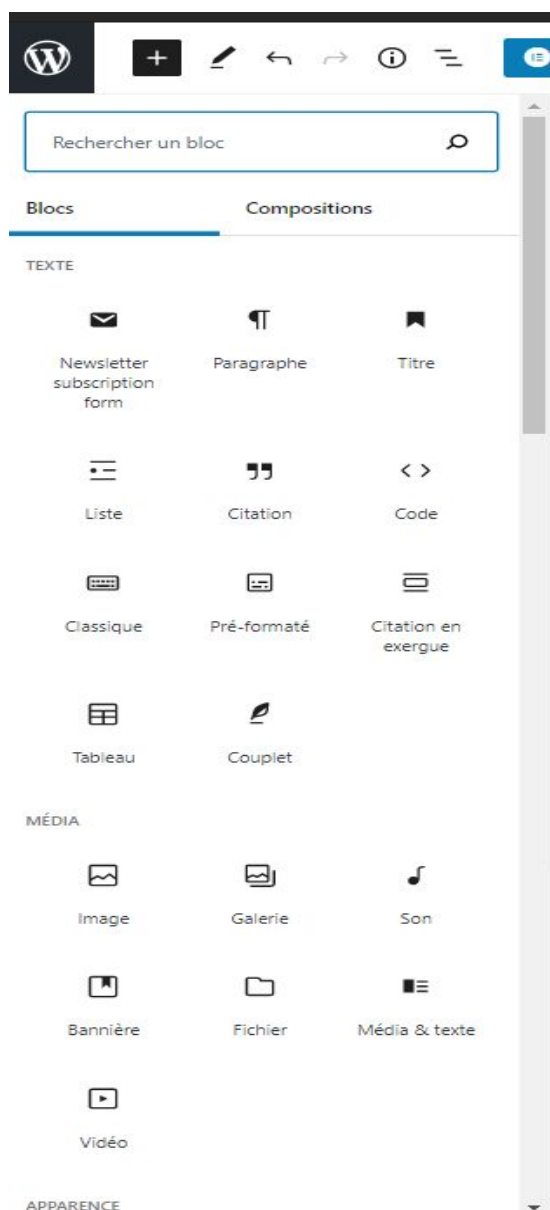 Rechercher un bloc
Blocs Compositions
TEXTE
Newsletter subscription form
Paragraphe
Titre
Liste
Citation
Code
Classique
Pré-formaté
Citation en exergue
Tableau
Couplet
MÉDIA
Image
Galerie
Son
Bannière
Fichier
Média & texte
Vidéo
APPARENCE